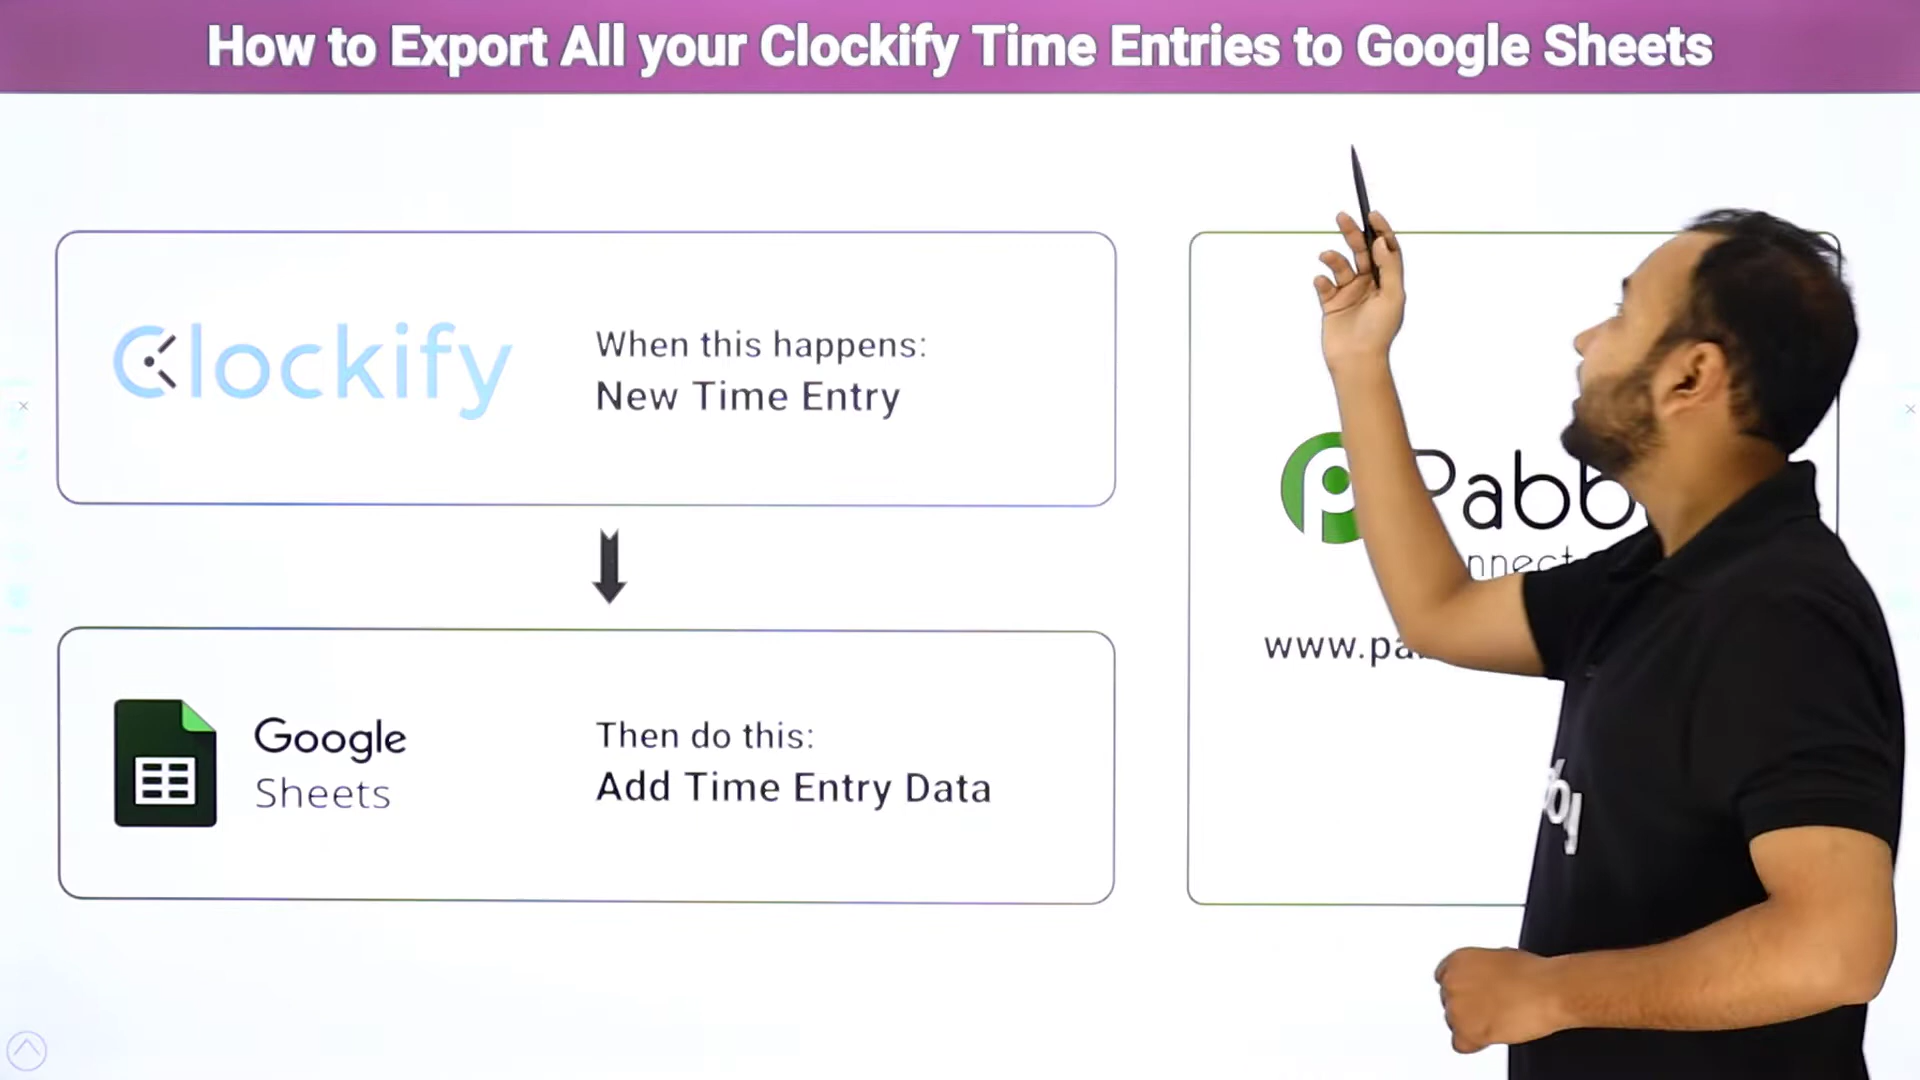 How to Export All your Clockify Time Entries to Google Sheets
Clockify
When this happens:
New Time Entry
Google
Sheets
Then do this:
Add Time Entry Data